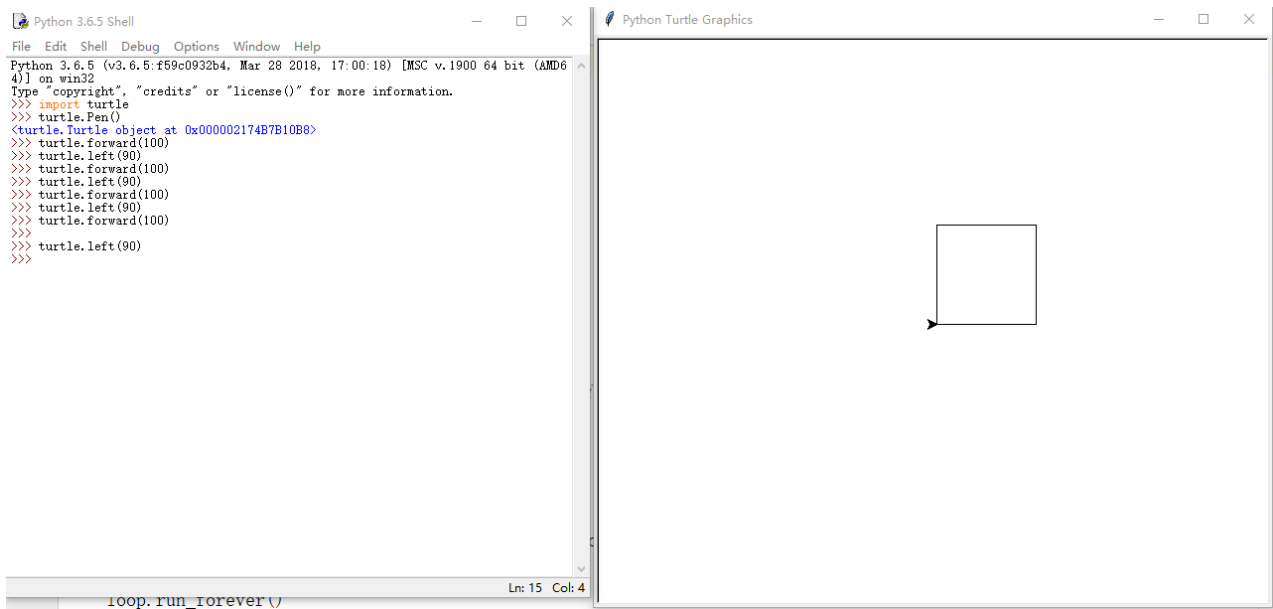 Python 3.6.5 Shell
File Edit Shell Debug Options Window Help
Python 3.6.5 (v3.6.5:f59c0932b4, Mar 28 2018, 17:00:18) [MSC v.1900 64 bit (AMD6
4)] on win32
Type "copyright", "credits" or "license()" for more information.
>>> import turtle
>>> turtle.Pen()
<turtle.Turtle object at 0x000002174B7B10B8>
>>> turtle.forward(100)
>>> turtle.left(90)
>>> turtle.forward(100)
>>> turtle.left(90)
>>> turtle.forward(100)
>>> turtle.left(90)
>>> turtle.forward(100)
>>>
>>> turtle.left(90)
>>>
Ln: 15 Col: 4
loop.run_forever()
Python Turtle Graphics